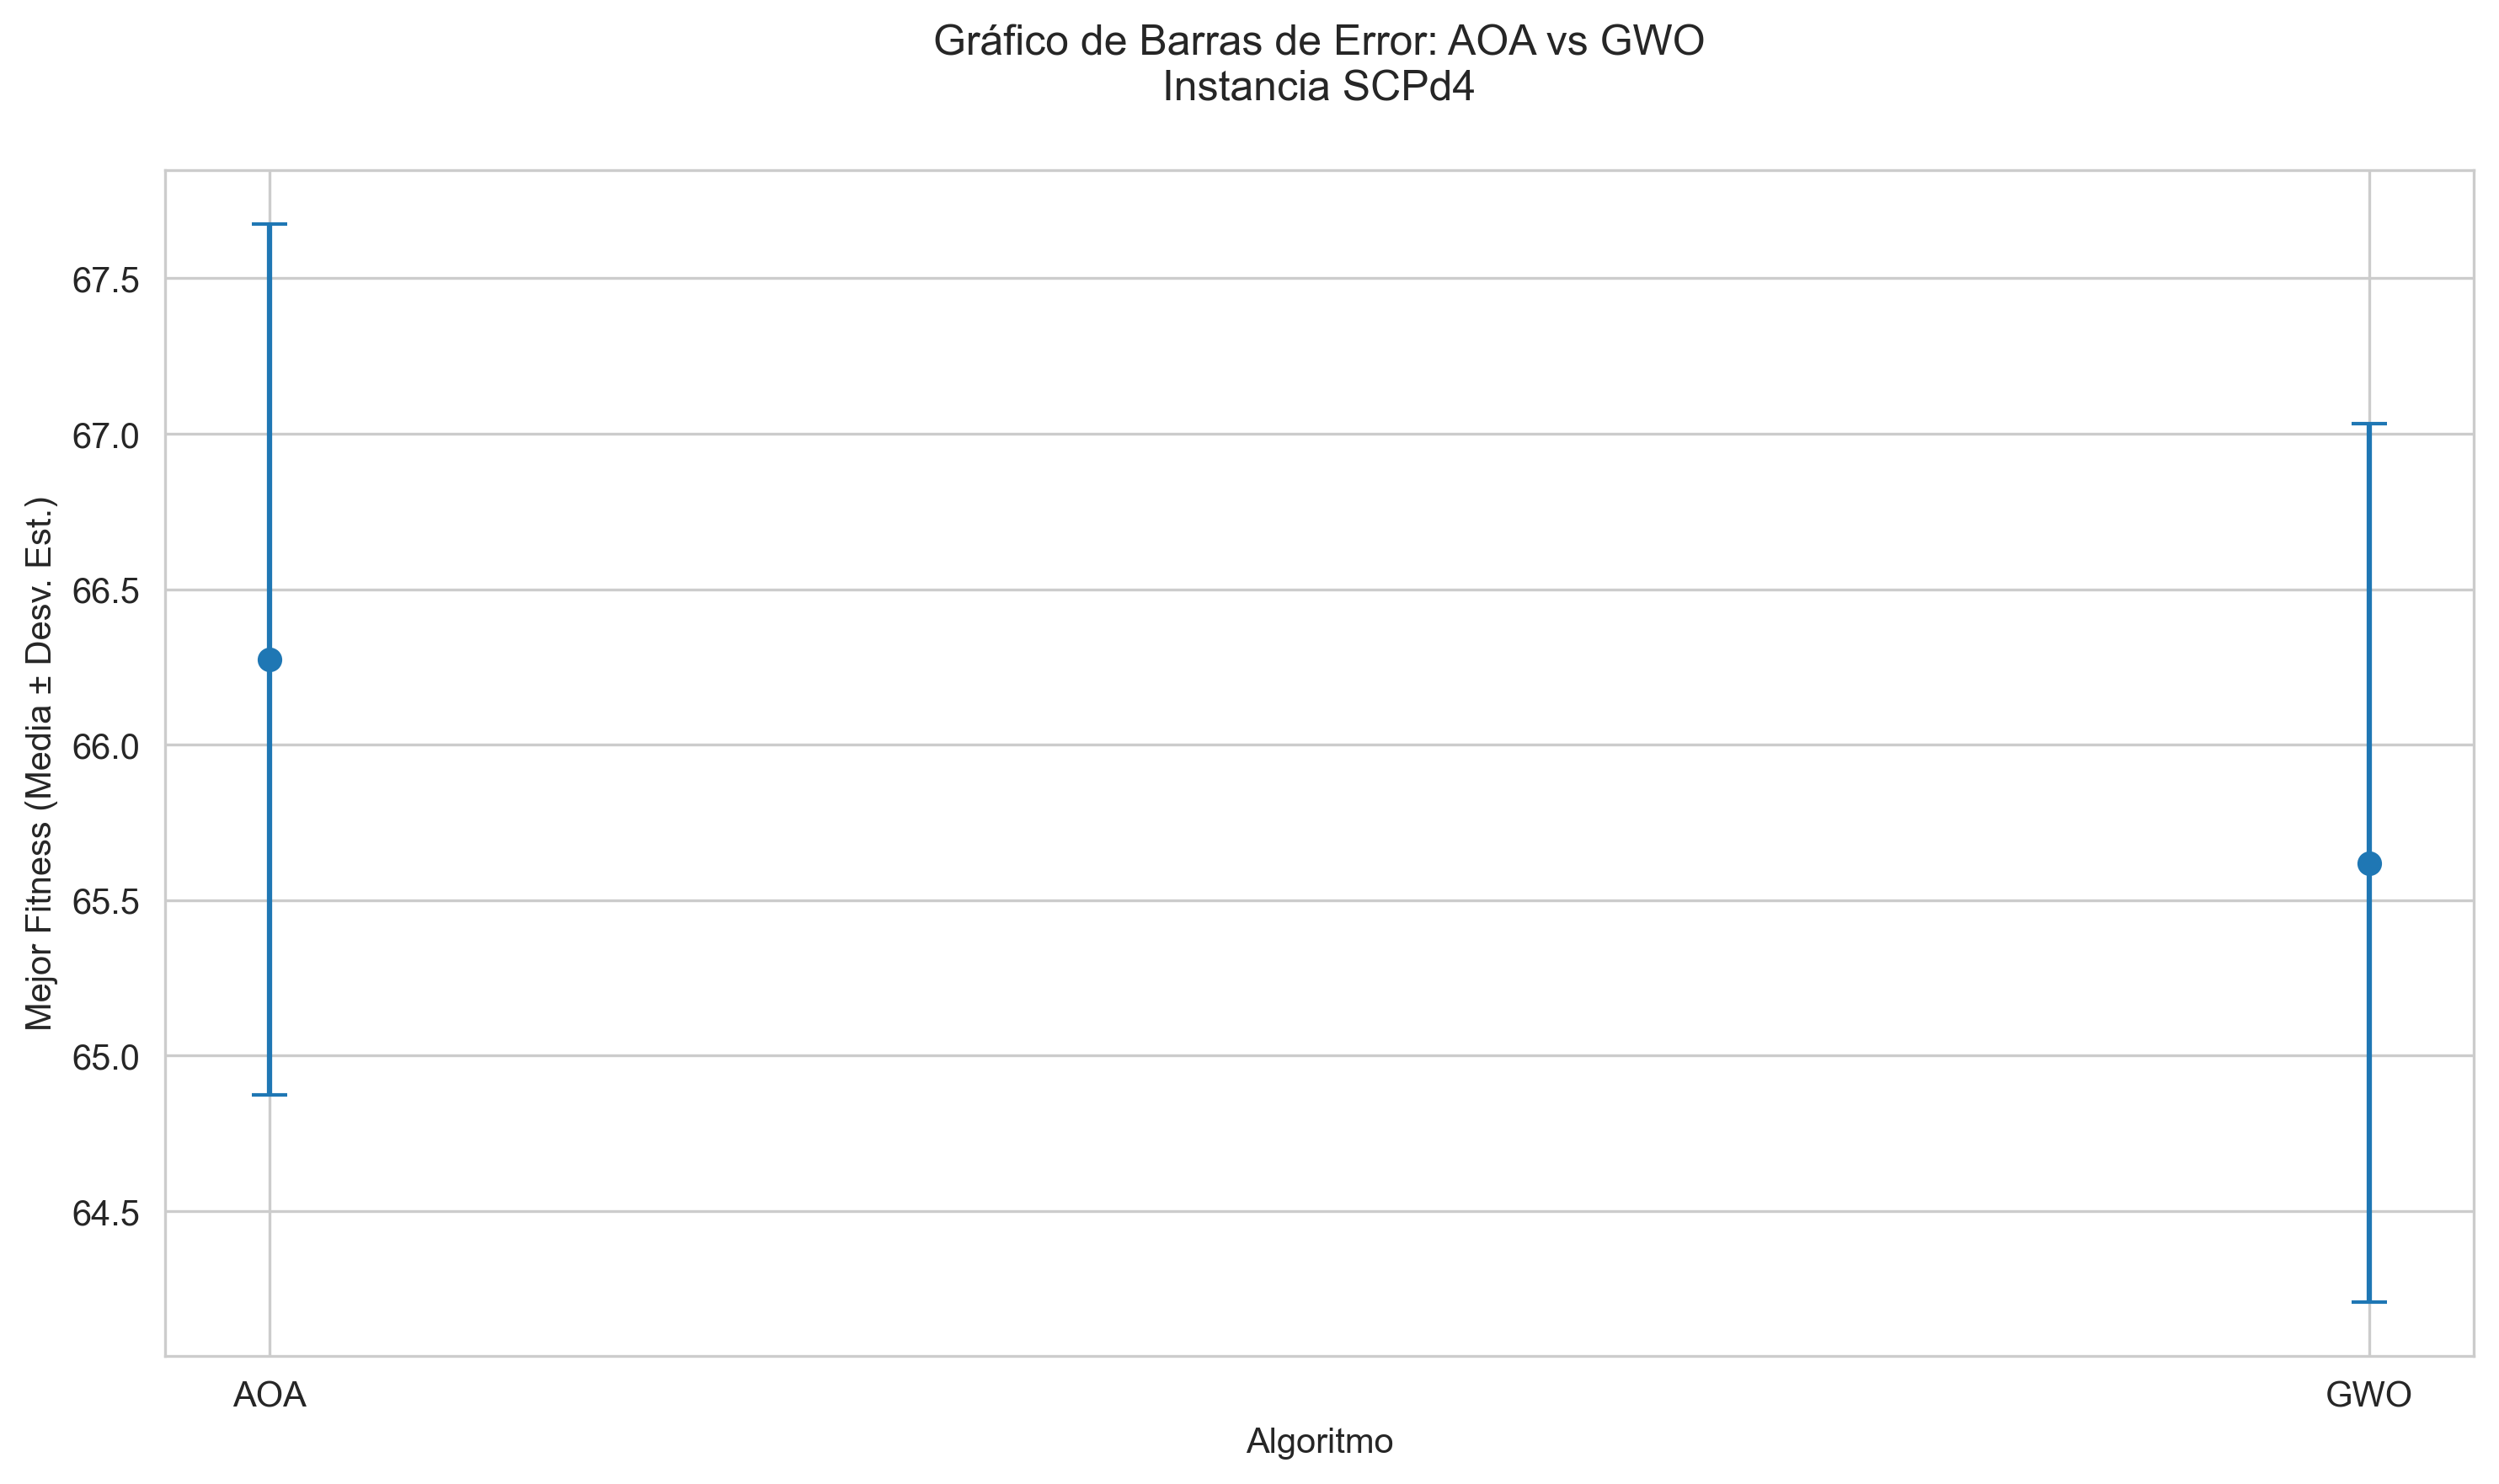 Gráfico de Barras de Error: AOA vs GWO
Instancia SCPd4
Mejor Fitness (Media ± Desv. Est.)
67.5
67.0
66.5
66.0
65.5
65.0
64.5
AOA
GWO
Algoritmo